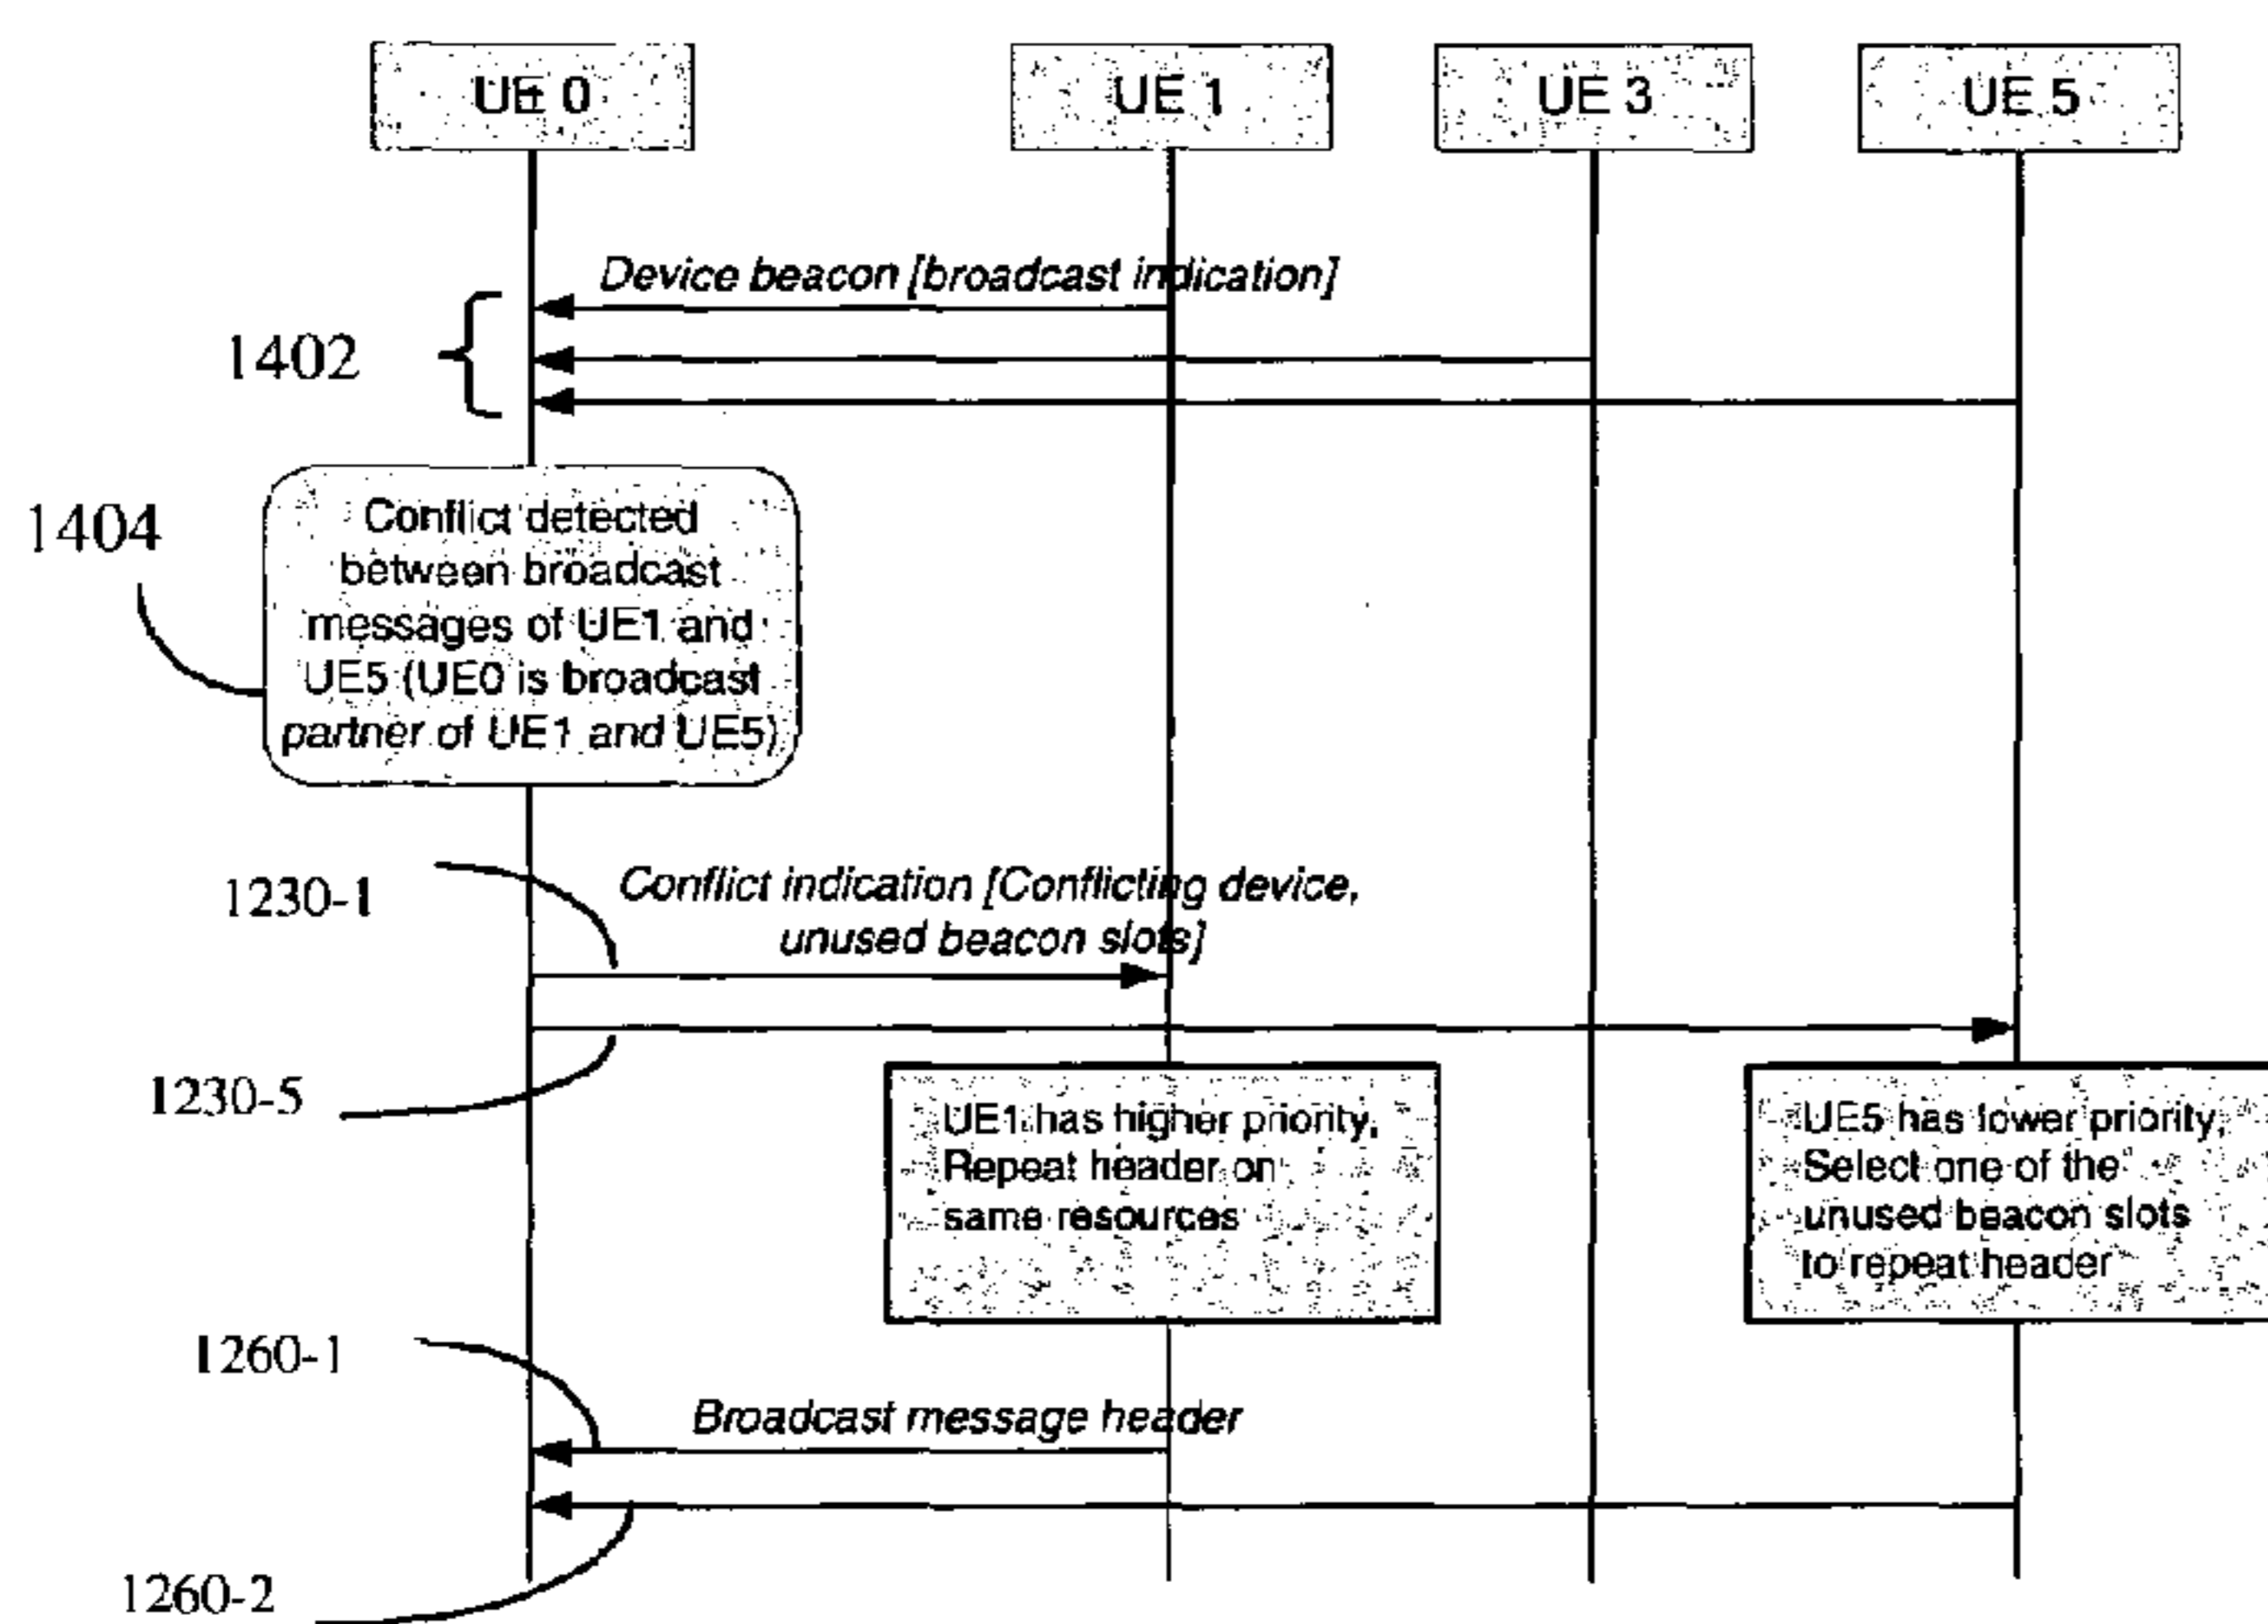 UE 0
UE 1
UE 3
UE 5
Device beacon [broadcast indication]
1402
1404
Conflict detected
between broadcast
messages of UE1 and
UE5 (UE0 is broadcast
partner of UE1 and UE5)
1230-1
Conflict indication [Conflicting device,
unused beacon slots]
1230-5
UE1 has higher priority,
Repeat header on
same resources
UE5 has lower priority,
Select one of the
unused beacon slots
to repeat header
1260-1
Broadcast message header
1260-2